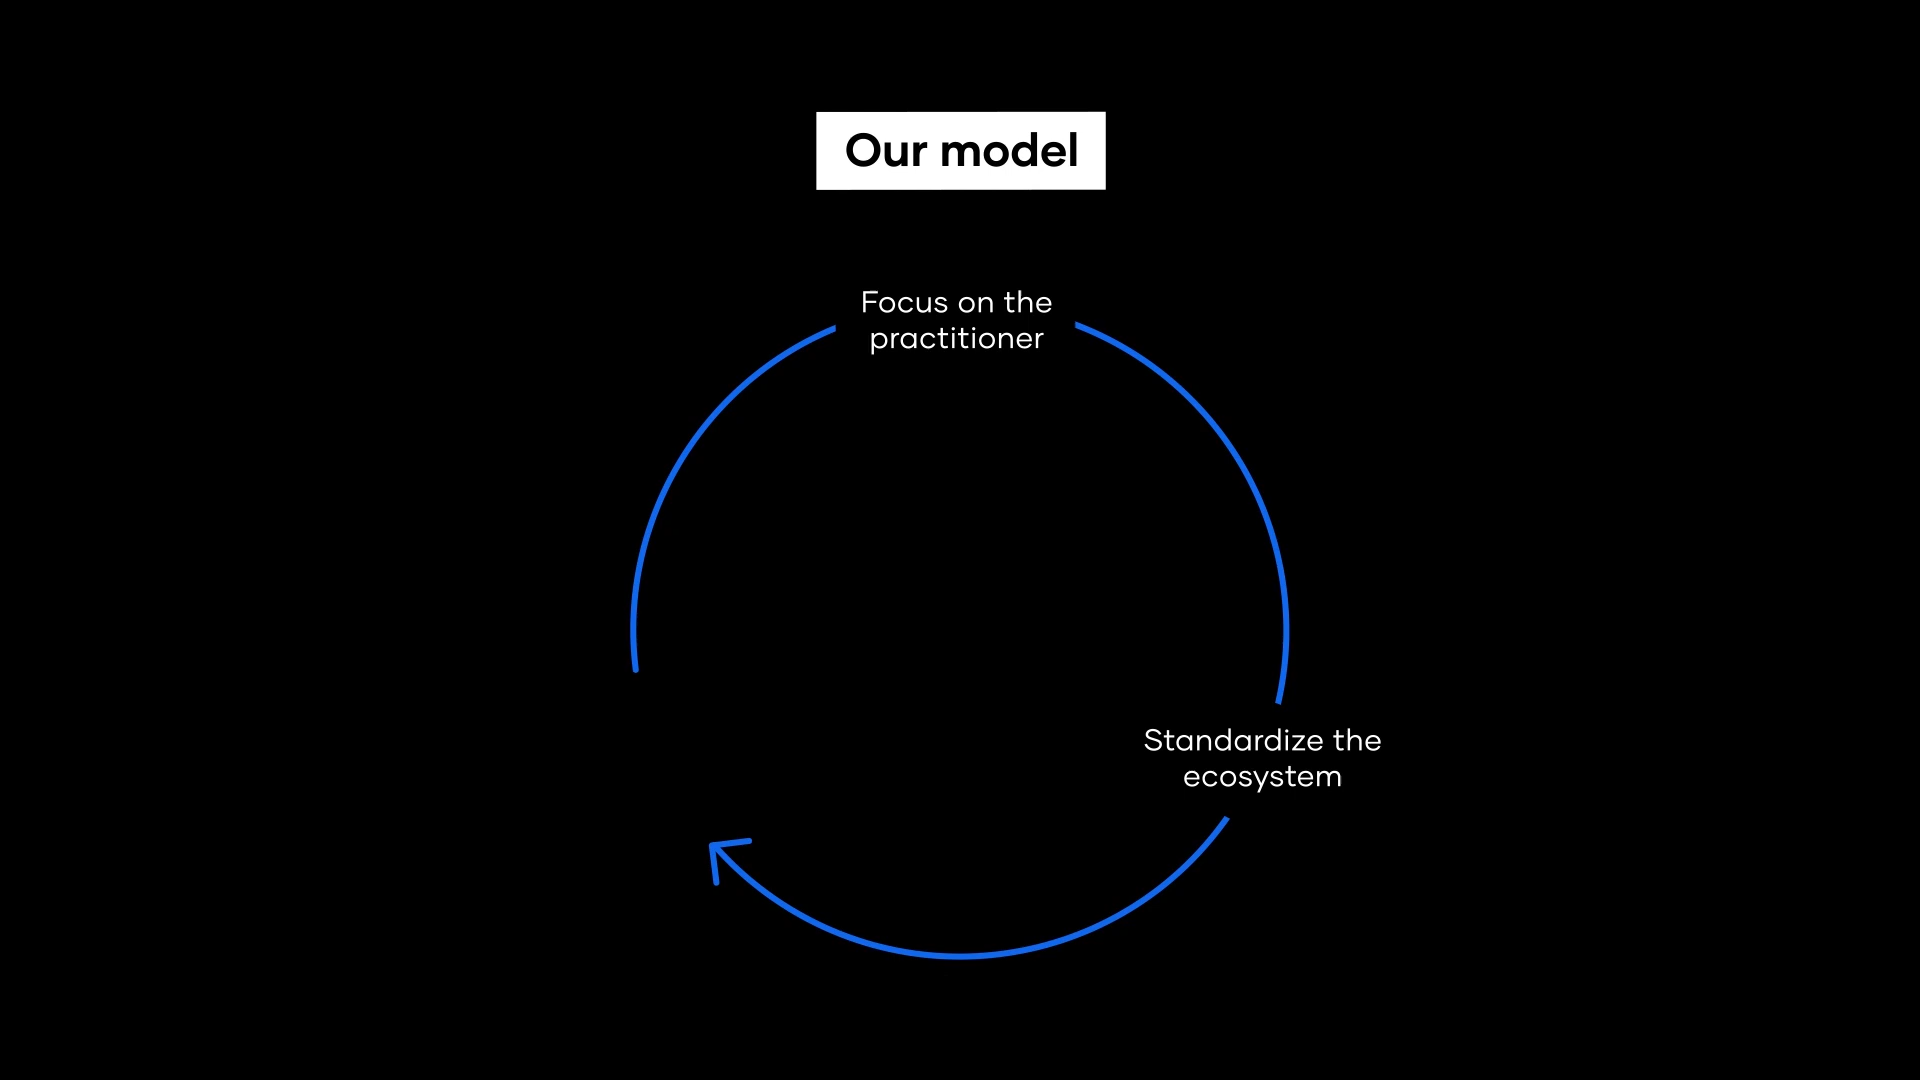 Our model
Focus on the
practitioner
Standardize the
ecosystem